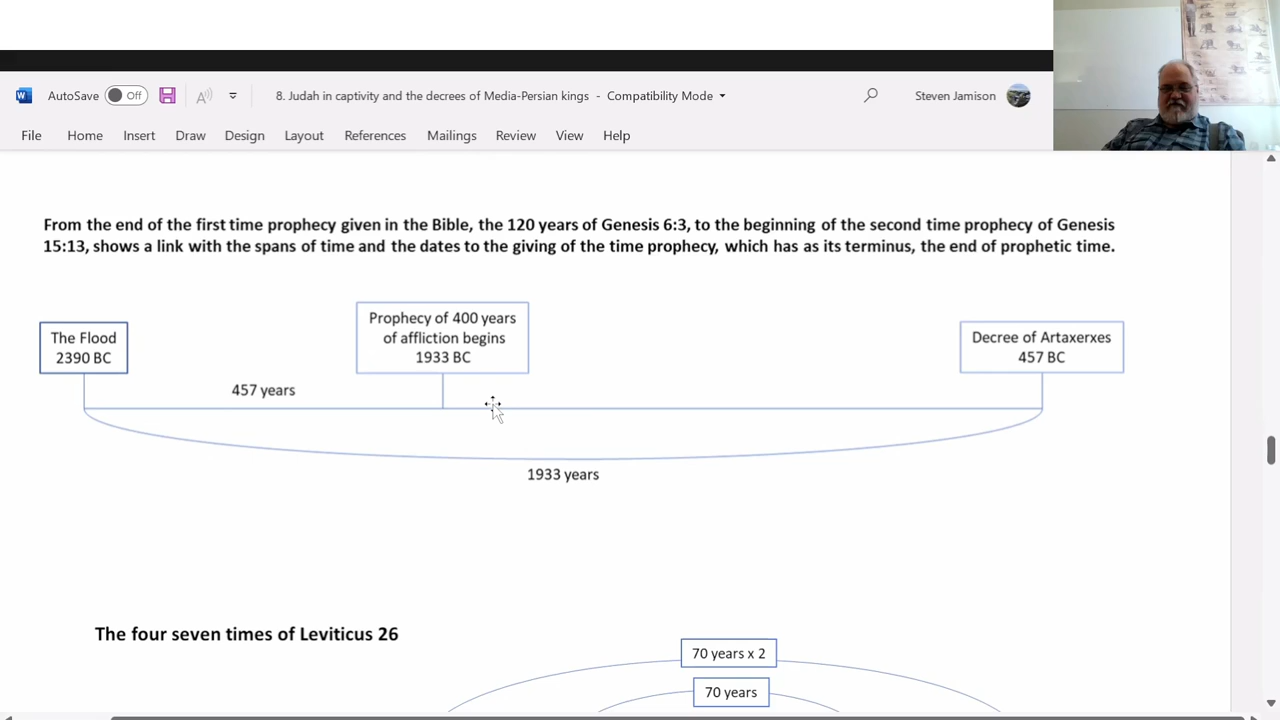 AutoSave Off 8. Judah in captivity and the decrees of Media-Persian kings - Compatibility Mode Steven Jamison
File Home Insert Draw Design Layout References Mailings Review View Help
From the end of the first time prophecy given in the Bible, the 120 years of Genesis 6:3, to the beginning of the second time prophecy of Genesis
15:13, shows a link with the spans of time and the dates to the giving of the time prophecy, which has as its terminus, the end of prophetic time.
The Flood
2390 BC
Prophecy of 400 years
of affliction begins
1933 BC
Decree of Artaxerxes
457 BC
457 years
1933 years
The four seven times of Leviticus 26
70 years x 2
70 years